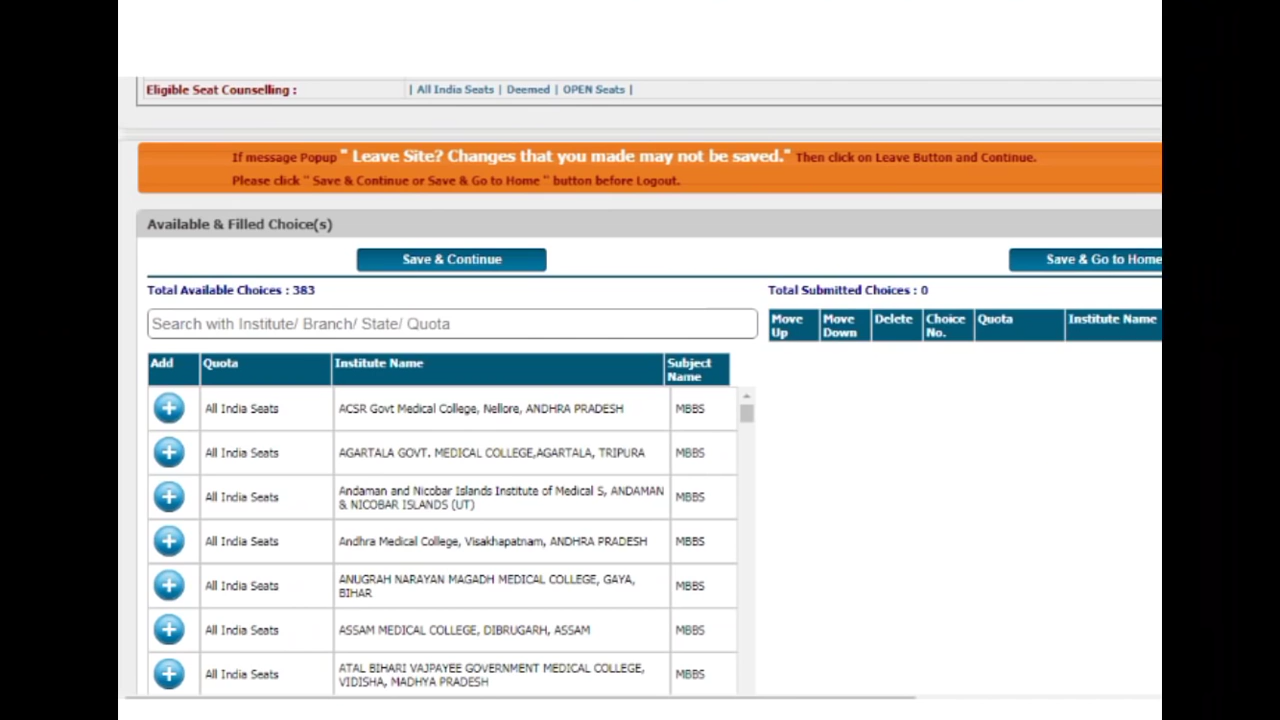 Eligible Seat Counselling : | All India Seats | Deemed | OPEN Seats |
If message Popup " Leave Site? Changes that you made may not be saved." Then click on Leave Button and Continue.
Please click " Save & Continue or Save & Go to Home " button before Logout.
Available & Filled Choice(s)
Save & Continue
Save & Go to Home
Total Available Choices : 383
Total Submitted Choices : 0
Search with Institute/ Branch/ State/ Quota
Move Up
Move Down
Delete
Choice No.
Quota
Institute Name
Add
Quota
Institute Name
Subject Name
All India Seats
ACSR Govt Medical College, Nellore, ANDHRA PRADESH
MBBS
All India Seats
AGARTALA GOVT. MEDICAL COLLEGE,AGARTALA, TRIPURA
MBBS
All India Seats
Andaman and Nicobar Islands Institute of Medical S, ANDAMAN
& NICOBAR ISLANDS (UT)
MBBS
All India Seats
Andhra Medical College, Visakhapatnam, ANDHRA PRADESH
MBBS
All India Seats
ANUGRAH NARAYAN MAGADH MEDICAL COLLEGE, GAYA,
BIHAR
MBBS
All India Seats
ASSAM MEDICAL COLLEGE, DIBRUGARH, ASSAM
MBBS
All India Seats
ATAL BIHARI VAJPAYEE GOVERNMENT MEDICAL COLLEGE,
VIDISHA, MADHYA PRADESH
MBBS